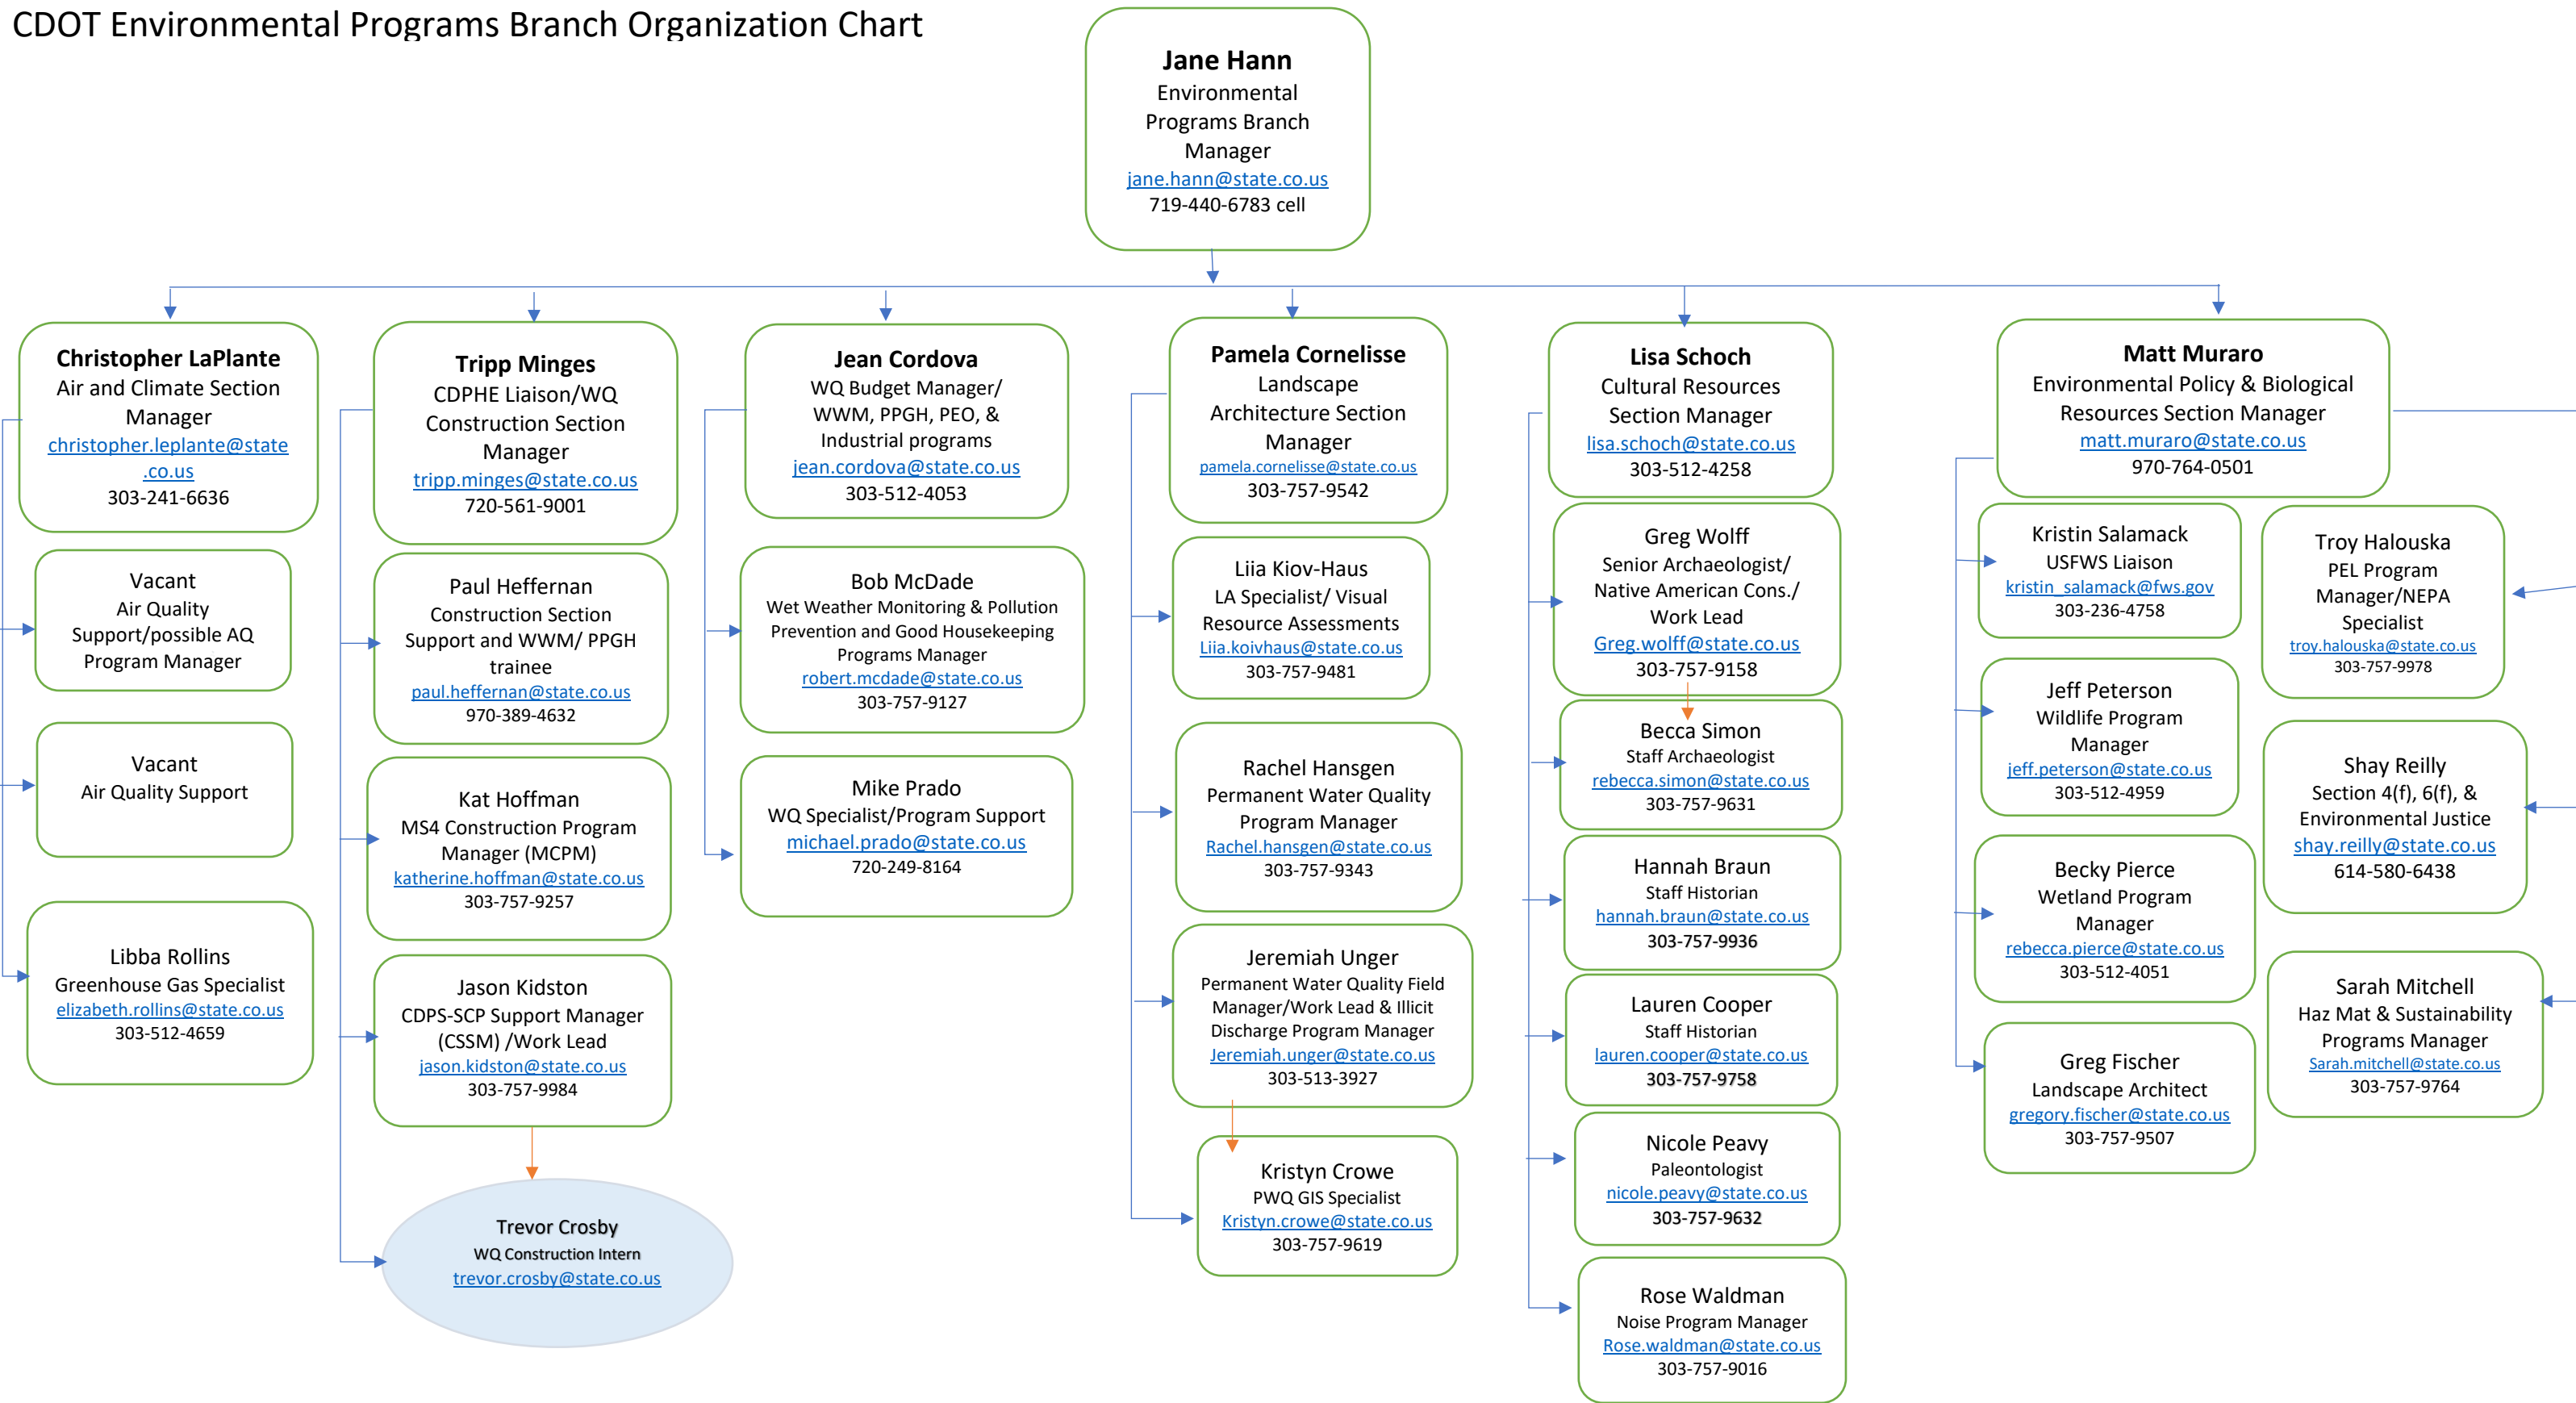 CDOT Environmental Programs Branch Organization Chart
Jane Hann
Environmental
Programs Branch
Manager
jane.hann@state.co.us
719-440-6783 cell
Christopher LaPlante
Air and Climate Section
Manager
christopher.leplante@state
.co.us
303-241-6636
Vacant
Air Quality
Support/possible AQ
Program Manager
Vacant
Air Quality Support
Libba Rollins
Greenhouse Gas Specialist
elizabeth.rollins@state.co.us
303-512-4659
Tripp Minges
CDPHE Liaison/WQ
Construction Section
Manager
tripp.minges@state.co.us
720-561-9001
Paul Heffernan
Construction Section
Support and WWM/ PPGH
trainee
paul.heffernan@state.co.us
970-389-4632
Kat Hoffman
MS4 Construction Program
Manager (MCPM)
katherine.hoffman@state.co.us
303-757-9257
Jason Kidston
CDPS-SCP Support Manager
(CSSM) /Work Lead
jason.kidston@state.co.us
303-757-9984
Trevor Crosby
WQ Construction Intern
trevor.crosby@state.co.us
Jean Cordova
WQ Budget Manager/
WWM, PPGH, PEO, &
Industrial programs
jean.cordova@state.co.us
303-512-4053
Bob McDade
Wet Weather Monitoring & Pollution
Prevention and Good Housekeeping
Programs Manager
robert.mcdade@state.co.us
303-757-9127
Mike Prado
WQ Specialist/Program Support
michael.prado@state.co.us
720-249-8164
Pamela Cornelisse
Landscape
Architecture Section
Manager
pamela.cornelisse@state.co.us
303-757-9542
Liia Kiov-Haus
LA Specialist/ Visual
Resource Assessments
Liia.koivhaus@state.co.us
303-757-9481
Rachel Hansgen
Permanent Water Quality
Program Manager
Rachel.hansgen@state.co.us
303-757-9343
Jeremiah Unger
Permanent Water Quality Field
Manager/Work Lead & Illicit
Discharge Program Manager
Jeremiah.unger@state.co.us
303-513-3927
Kristyn Crowe
PWQ GIS Specialist
Kristyn.crowe@state.co.us
303-757-9619
Lisa Schoch
Cultural Resources
Section Manager
lisa.schoch@state.co.us
303-512-4258
Greg Wolff
Senior Archaeologist/
Native American Cons./
Work Lead
Greg.wolff@state.co.us
303-757-9158
Becca Simon
Staff Archaeologist
rebecca.simon@state.co.us
303-757-9631
Hannah Braun
Staff Historian
hannah.braun@state.co.us
303-757-9936
Lauren Cooper
Staff Historian
lauren.cooper@state.co.us
303-757-9758
Nicole Peavy
Paleontologist
nicole.peavy@state.co.us
303-757-9632
Rose Waldman
Noise Program Manager
Rose.waldman@state.co.us
303-757-9016
Matt Muraro
Environmental Policy & Biological
Resources Section Manager
matt.muraro@state.co.us
970-764-0501
Kristin Salamack
USFWS Liaison
kristin_salamack@fws.gov
303-236-4758
Jeff Peterson
Wildlife Program
Manager
jeff.peterson@state.co.us
303-512-4959
Becky Pierce
Wetland Program
Manager
rebecca.pierce@state.co.us
303-512-4051
Greg Fischer
Landscape Architect
gregory.fischer@state.co.us
303-757-9507
Troy Halouska
PEL Program
Manager/NEPA
Specialist
troy.halouska@state.co.us
303-757-9978
Shay Reilly
Section 4(f), 6(f), &
Environmental Justice
shay.reilly@state.co.us
614-580-6438
Sarah Mitchell
Haz Mat & Sustainability
Programs Manager
Sarah.mitchell@state.co.us
303-757-9764